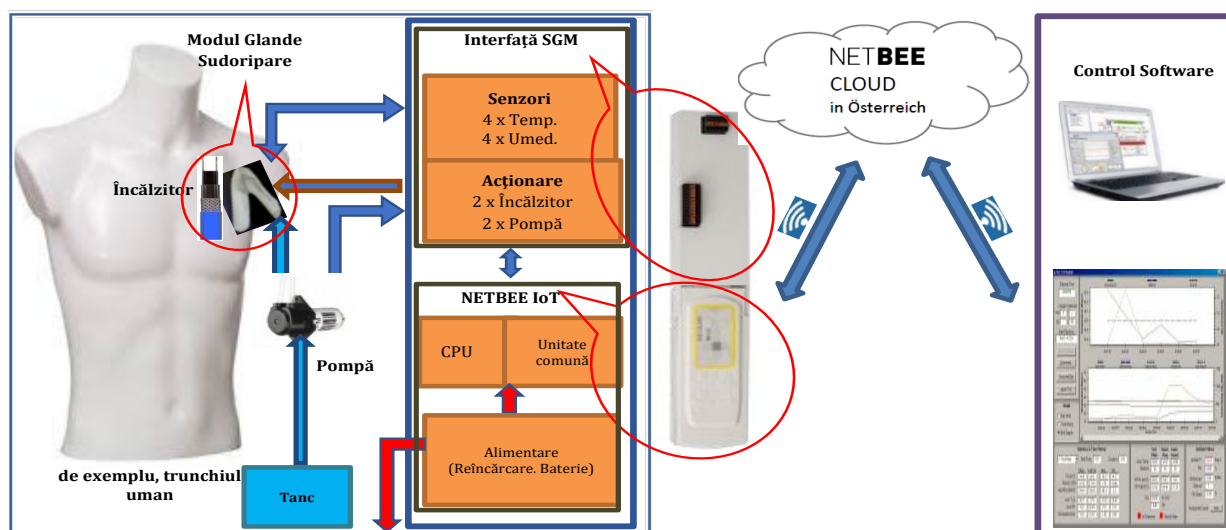 Modul Glande
Sudoripare
Încălzitor
Pompă
de exemplu, trunchiul
uman
Tanc
Interfață SGM
Senzori
4 x Temp.
4 x Umed.
Acționare
2 x Încălzitor
2 x Pompă
NETBEE IoT
CPU
Unitate
comună
Alimentare
(Reîncărcare. Baterie)
NETBEE
CLOUD
in Österreich
Control Software